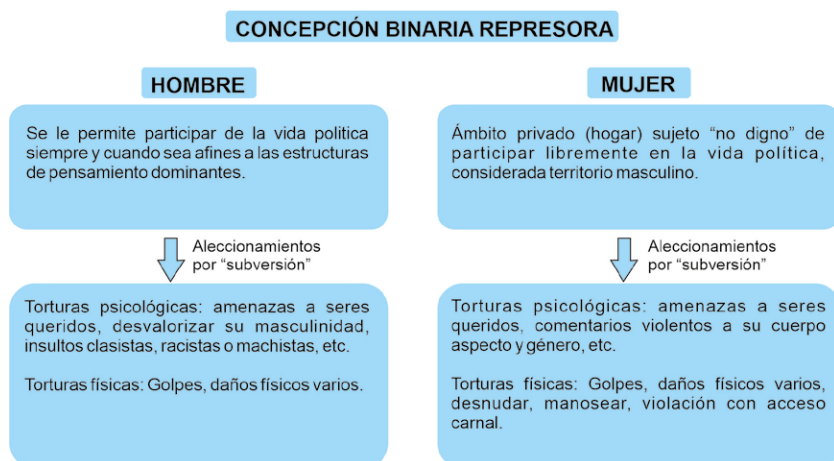 CONCEPCIÓN BINARIA REPRESORA
HOMBRE
Se le permite participar de la vida política
siempre y cuando sea afines a las estructuras
de pensamiento dominantes.
Aleccionamientos
por “subversión”
Torturas psicológicas: amenazas a seres
queridos, desvalorizar su masculinidad,
insultos clasistas, racistas o machistas, etc.
Torturas físicas: Golpes, daños físicos varios.
MUJER
Ámbito privado (hogar) sujeto “no digno” de
participar libremente en la vida política,
considerada territorio masculino.
Aleccionamientos
por “subversión”
Torturas psicológicas: amenazas a seres
queridos, comentarios violentos a su cuerpo
aspecto y género, etc.
Torturas físicas: Golpes, daños físicos varios,
desnudar, manosear, violación con acceso
carnal.